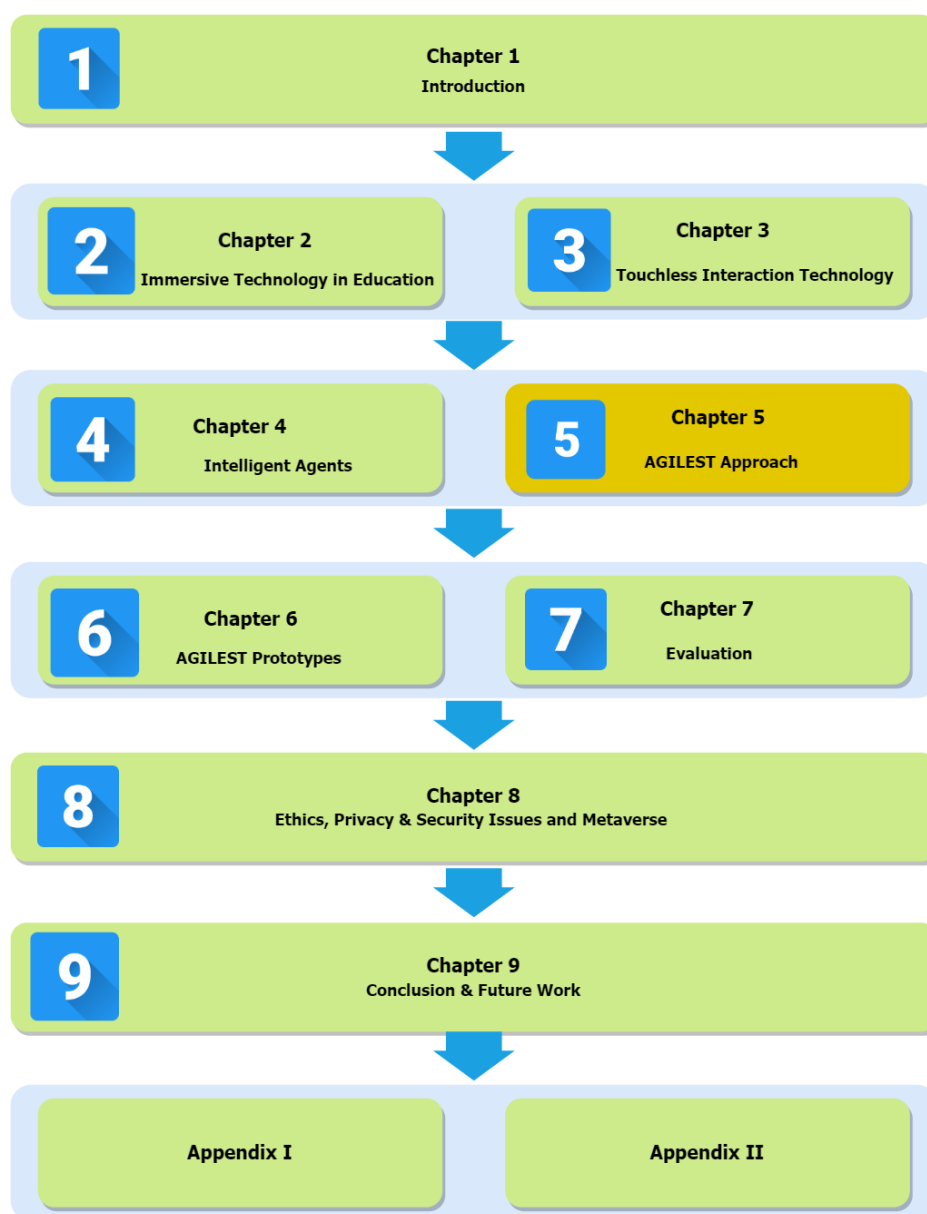 1
Chapter 1
Introduction
2
Chapter 2
Immersive Technology in Education
3
Chapter 3
Touchless Interaction Technology
4
Chapter 4
Intelligent Agents
5
Chapter 5
AGILEST Approach
6
Chapter 6
AGILEST Prototypes
7
Chapter 7
Evaluation
8
Chapter 8
Ethics, Privacy & Security Issues and Metaverse
9
Chapter 9
Conclusion & Future Work
Appendix I
Appendix II